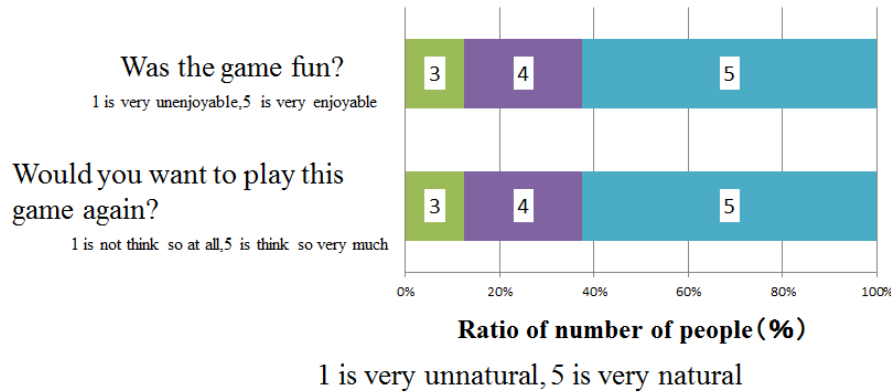 Was the game fun?
1 is very unenjoyable,5 is very enjoyable
3 4 5
Would you want to play this
game again?
1 is not think so at all,5 is think so very much
3 4 5
0% 20% 40% 60% 80% 100%
Ratio of number of people(%)
1 is very unnatural, 5 is very natural